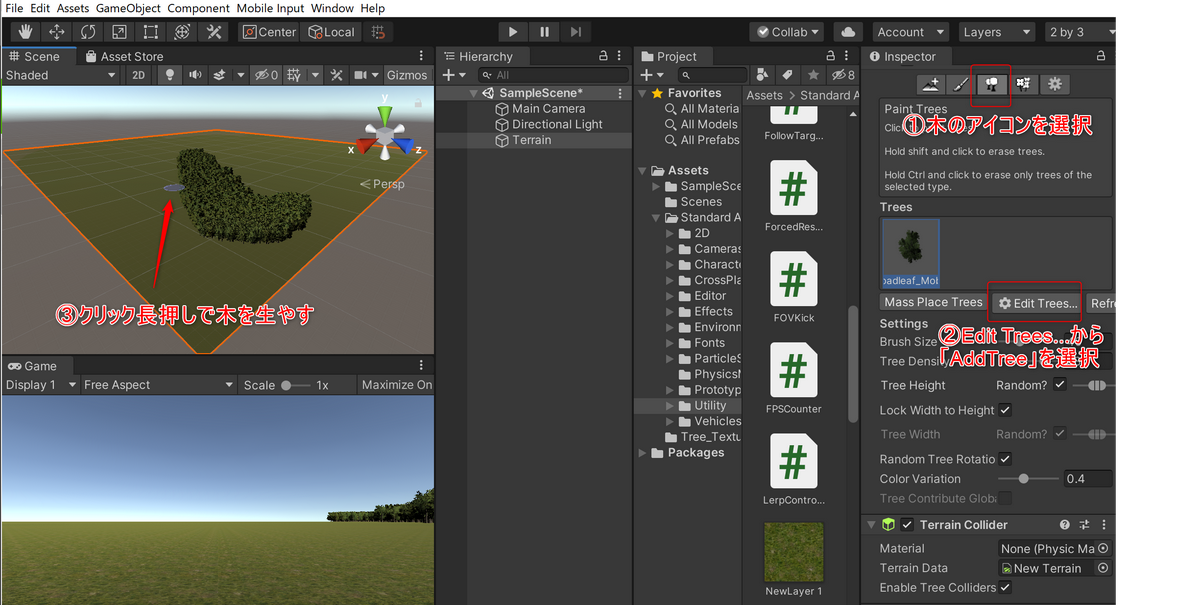 File Edit Assets GameObject Component Mobile Input Window Help
Center Local Collab Account Layers 2 by 3
Scene Asset Store
Shaded 2D 0 Gizmos
y
x z
Persp
③クリック長押しで木を生やす
Game
Display 1 Free Aspect Scale 1x Maximize On
Hierarchy
All
SampleScene*
Main Camera
Directional Light
Terrain
Project
8
Favorites
All Materia
All Models
All Prefabs
Assets
SampleSce
Scenes
Standard A
2D
Cameras
Characte
CrossPla
Editor
Effects
Environm
Fonts
ParticleS
PhysicsM
Prototyp
Utility
Vehicles
Tree_Textu
Packages
Assets > Standard A
FollowTarg...
ForcedRes...
FOVKick
FPSCounter
LerpContro...
NewLayer 1
Inspector
Paint Trees
Clic
①木のアイコンを選択
Hold shift and click to erase trees.
Hold Ctrl and click to erase only trees of the
selected type.
Trees
oadleaf_Mob
Mass Place Trees Edit Trees... Refre
Settings
②Edit Trees...から
「AddTree」を選択
Brush Size
Tree Density
Tree Height Random?
Lock Width to Height
Tree Width Random?
Random Tree Rotatio
Color Variation 0.4
Tree Contribute Globa
Terrain Collider
Material None (Physic Ma
Terrain Data New Terrain
Enable Tree Colliders